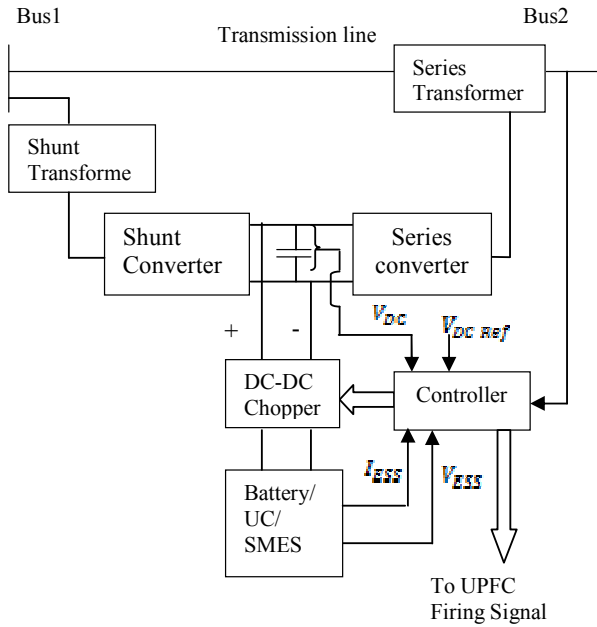 Bus1
Bus2
Transmission line
Series
Transformer
Shunt
Transforme
Shunt
Converter
Series
converter
+
-
V_DC
V_DC Ref
DC-DC
Chopper
Controller
I_ESS
V_ESS
Battery/
UC/
SMES
To UPFC
Firing Signal